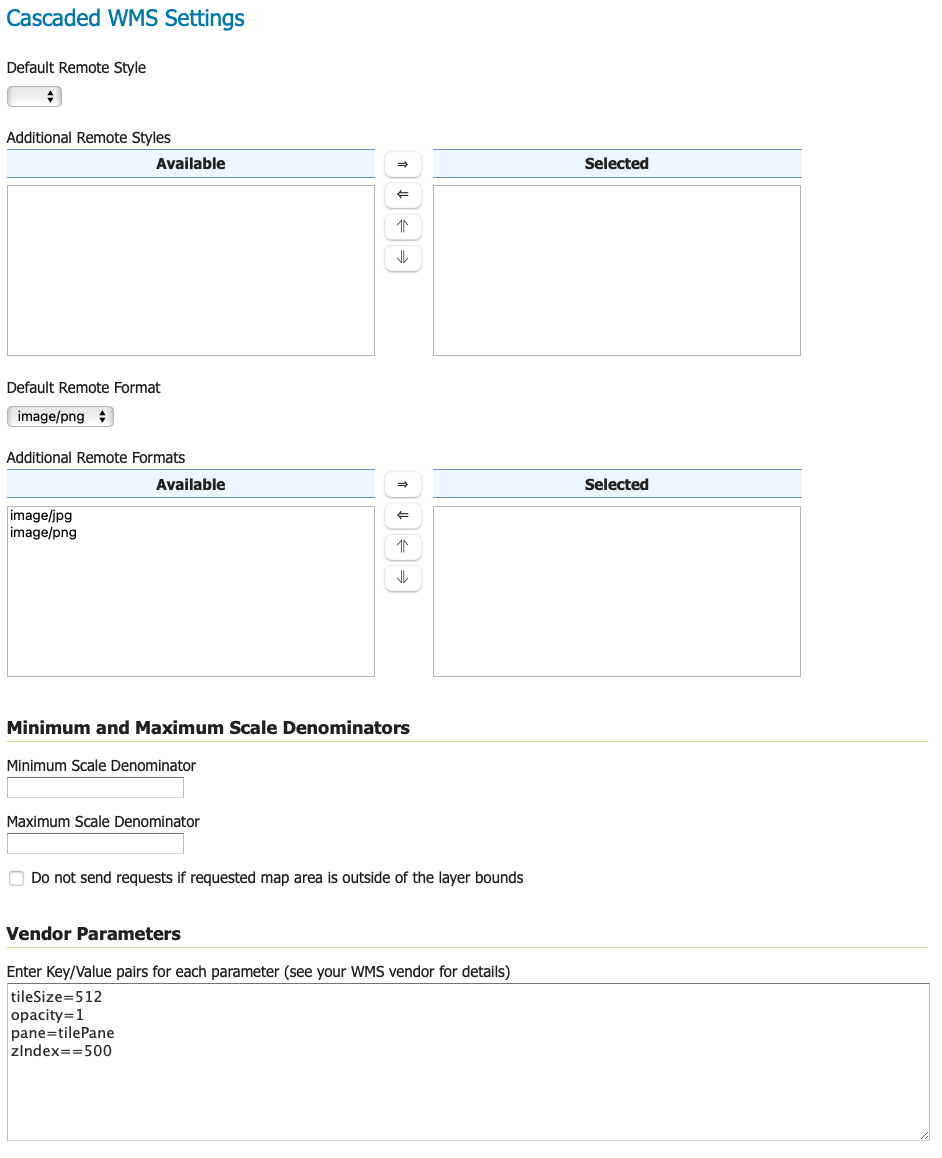 Cascaded WMS Settings
Default Remote Style
Additional Remote Styles
Available
Selected
⇒
⇐
⇑
⇓
Default Remote Format
image/png
Additional Remote Formats
Available
Selected
image/jpg
image/png
⇒
⇐
⇑
⇓
Minimum and Maximum Scale Denominators
Minimum Scale Denominator
Maximum Scale Denominator
Do not send requests if requested map area is outside of the layer bounds
Vendor Parameters
Enter Key/Value pairs for each parameter (see your WMS vendor for details)
tileSize=512
opacity=1
pane=tilePane
zIndex==500